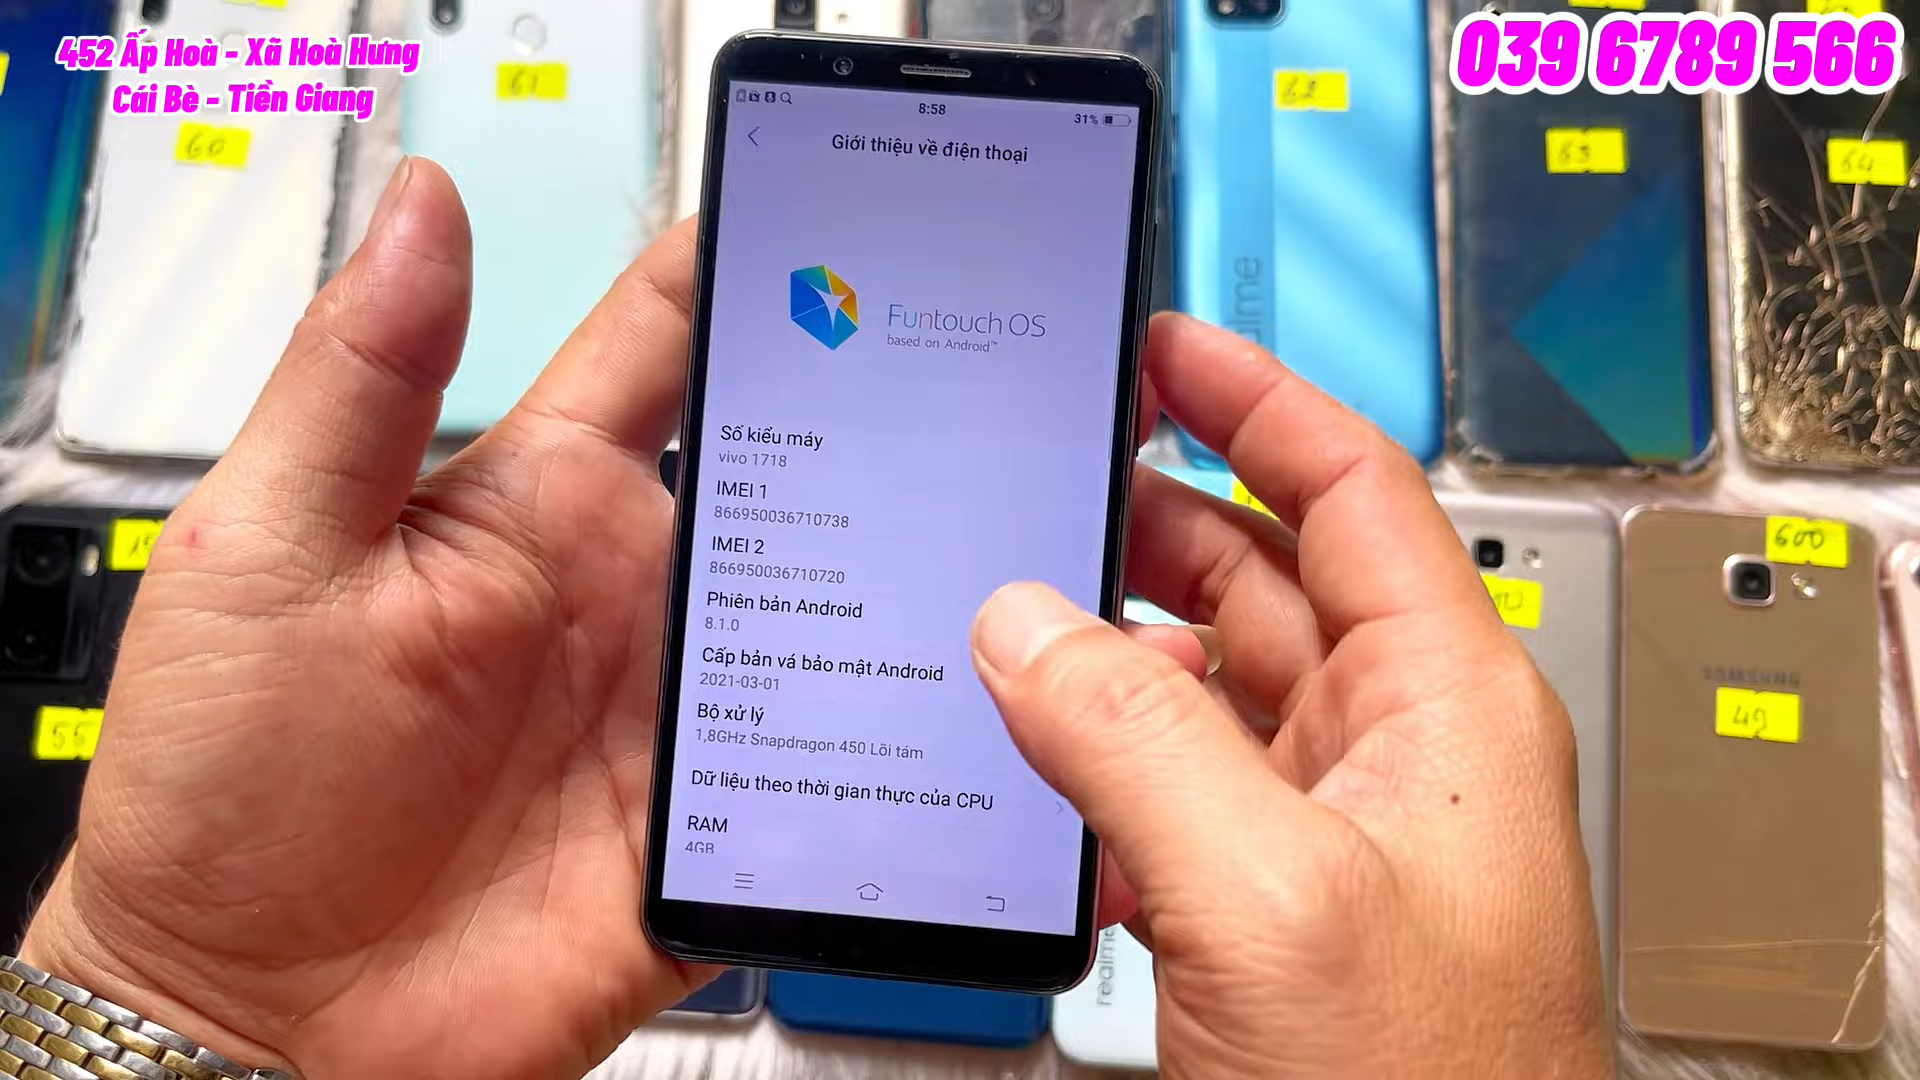 452 Ấp Hoà - Xã Hoà Hưng
Cái Bè - Tiền Giang
039 6789 566
60
61
62
63
64
8:58
31%
Giới thiệu về điện thoại
Funtouch OS
based on Android™
Số kiểu máy
vivo 1718
IMEI 1
866950036710738
IMEI 2
866950036710720
Phiên bản Android
8.1.0
Cấp bản vá bảo mật Android
2021-03-01
Bộ xử lý
1,8GHz Snapdragon 450 Lõi tám
Dữ liệu theo thời gian thực của CPU
RAM
4GB
realme
600
SAMSUNG
49
55
realme